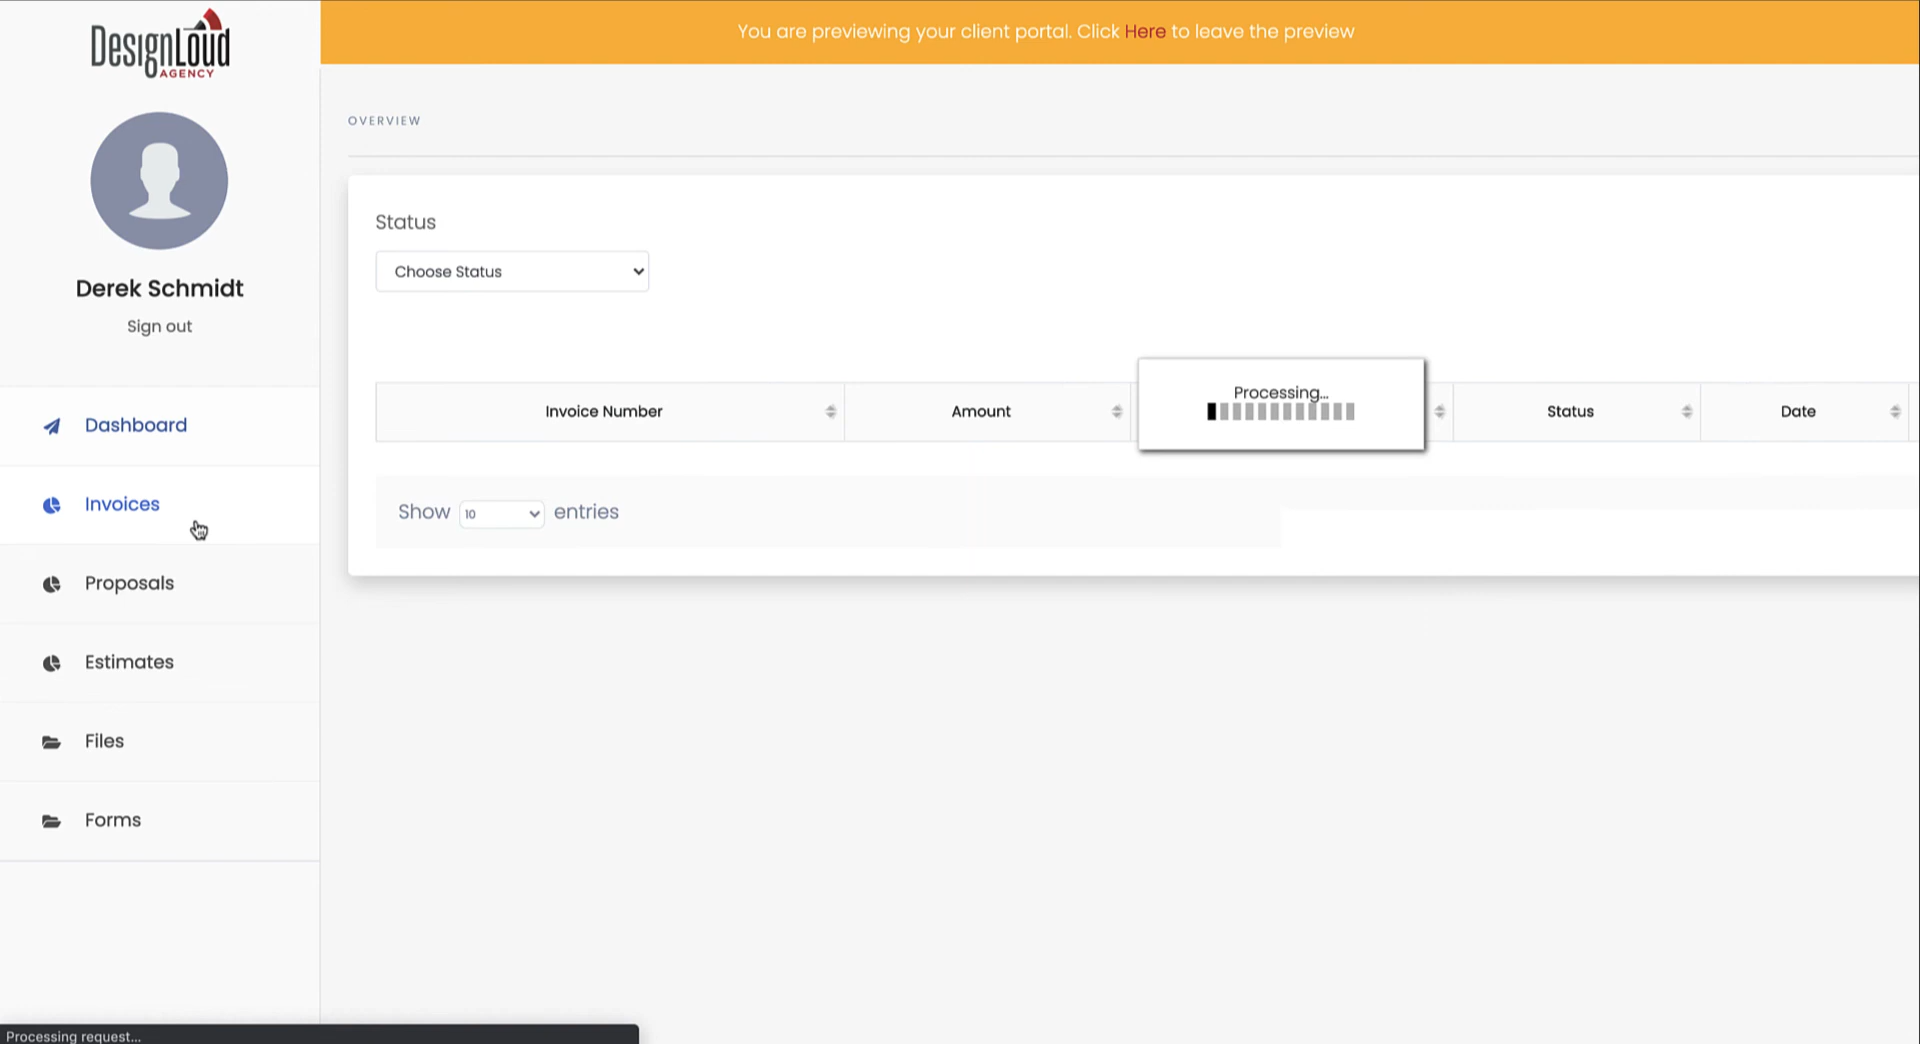 DesignLoud
AGENCY
You are previewing your client portal. Click Here to leave the preview
Derek Schmidt
Sign out
Dashboard
Invoices
Proposals
Estimates
Files
Forms
OVERVIEW
Status
Choose Status
Invoice Number
Amount
Processing...
Status
Date
Show 10 entries
Processing request...